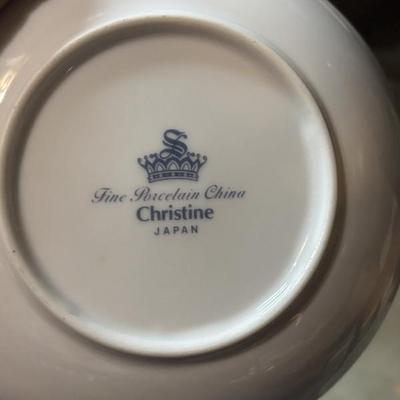 S
Fine Porcelain China
Christine
JAPAN